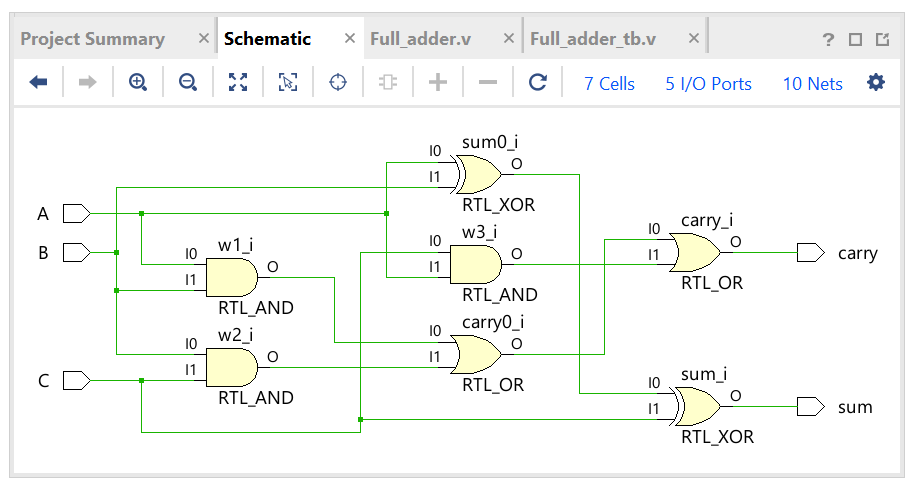 Project Summary × Schematic × Full_adder.v × Full_adder_tb.v × ?
7 Cells 5 I/O Ports 10 Nets
sum0_i
I0 O
I1
RTL_XOR
A
B
C
w1_i
I0 O
I1
RTL_AND
w2_i
I0 O
I1
RTL_AND
w3_i
I0 O
I1
RTL_AND
carry0_i
I0 O
I1
RTL_OR
carry_i
I0 O
I1
RTL_OR
carry
sum_i
I0 O
I1
RTL_XOR
sum